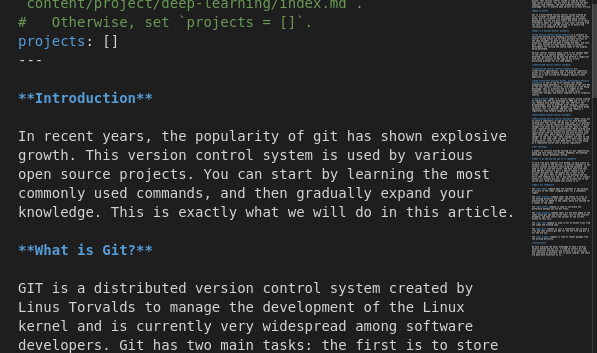 content/project/deep-learning/index.md`.
#   Otherwise, set `projects = []`.
projects: []
---
**Introduction**
In recent years, the popularity of git has shown explosive
growth. This version control system is used by various
open source projects. You can start by learning the most
commonly used commands, and then gradually expand your
knowledge. This is exactly what we will do in this article.
**What is Git?**
GIT is a distributed version control system created by
Linus Torvalds to manage the development of the Linux
kernel and is currently very widespread among software
developers. Git has two main tasks: the first is to store